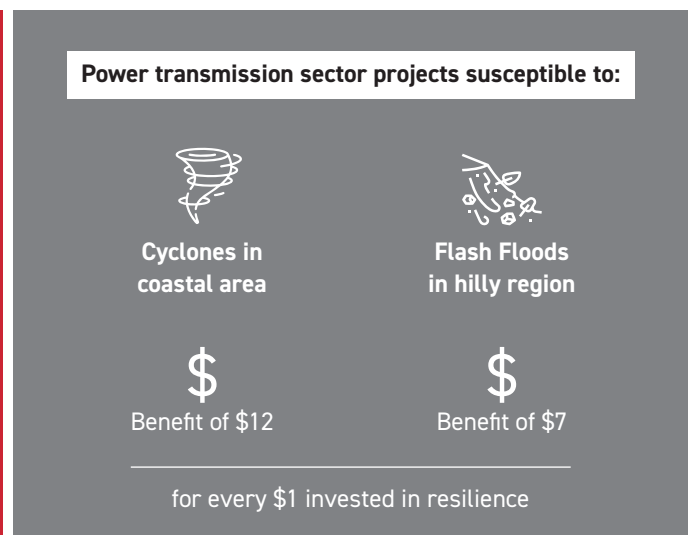 Power transmission sector projects susceptible to:
Cyclones in
coastal area
Flash Floods
in hilly region
$
Benefit of $12
$
Benefit of $7
for every $1 invested in resilience